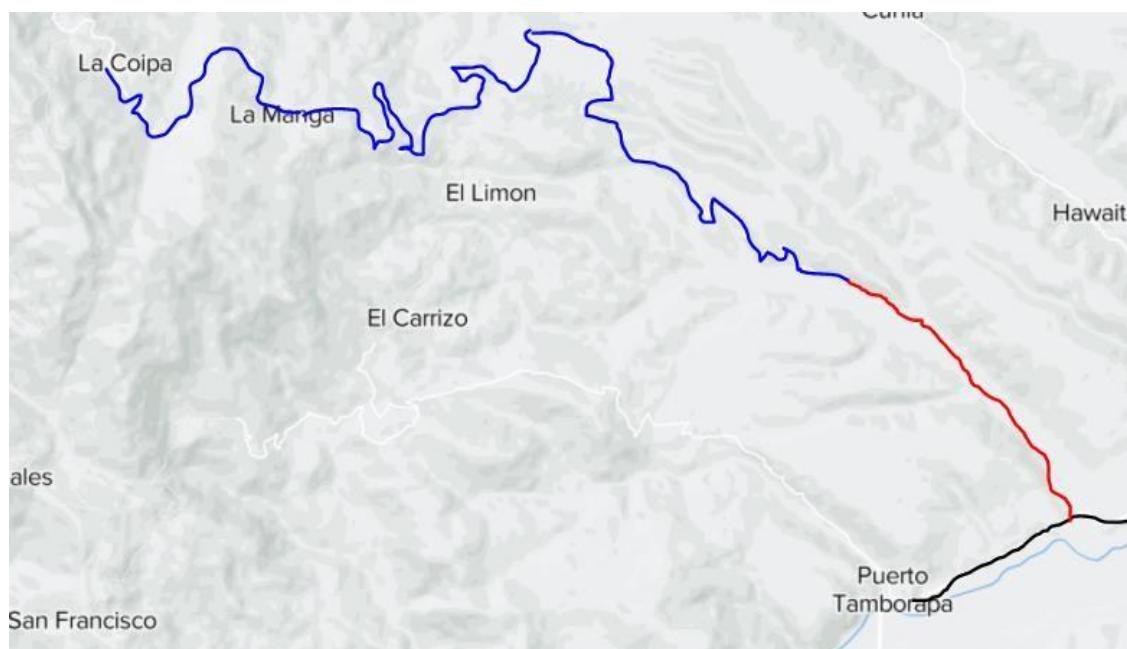 La Coipa
La Manga
El Limon
Hawait
El Carrizo
ales
Puerto
Tamborapa
San Francisco